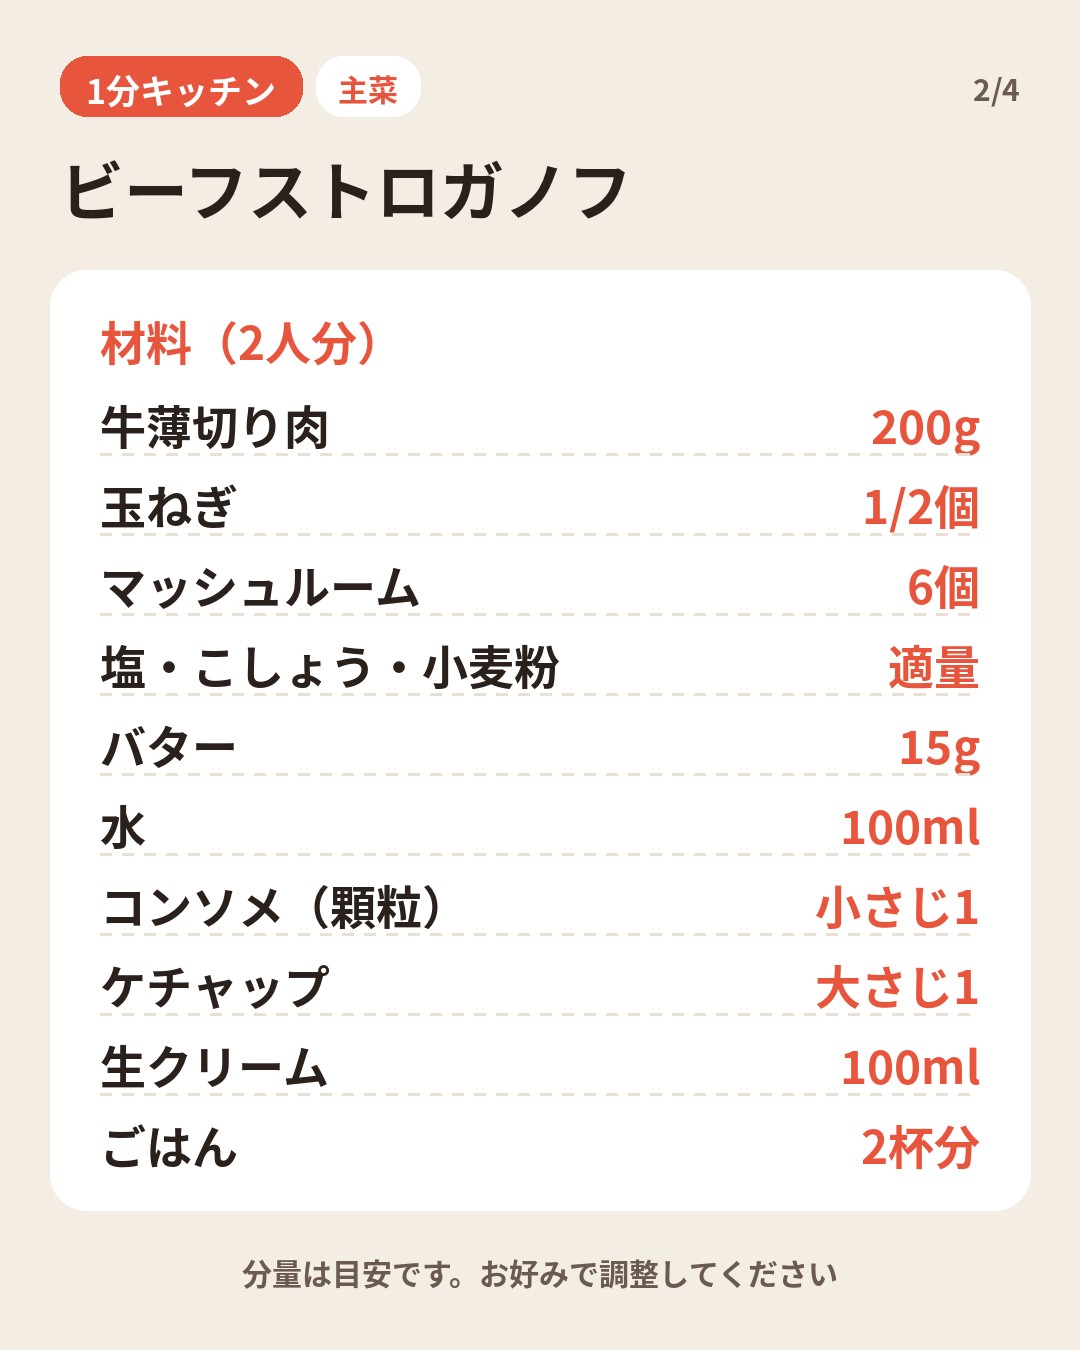 1分キッチン 主菜 2/4
ビーフストロガノフ
材料（2人分）
牛薄切り肉 200g
玉ねぎ 1/2個
マッシュルーム 6個
塩・こしょう・小麦粉 適量
バター 15g
水 100ml
コンソメ（顆粒） 小さじ1
ケチャップ 大さじ1
生クリーム 100ml
ごはん 2杯分
分量は目安です。お好みで調整してください